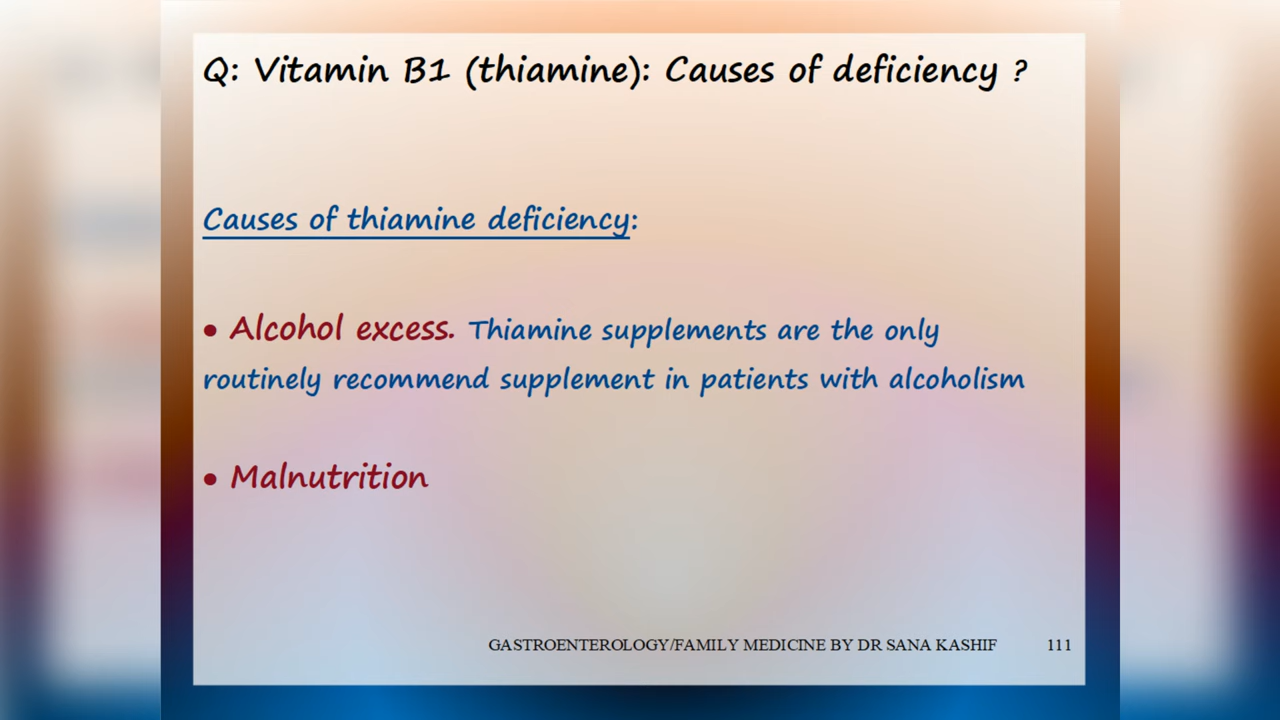 Q: Vitamin B1 (thiamine): Causes of deficiency ?
Causes of thiamine deficiency:
• Alcohol excess. Thiamine supplements are the only
routinely recommend supplement in patients with alcoholism
• Malnutrition
GASTROENTEROLOGY/FAMILY MEDICINE BY DR SANA KASHIF 111